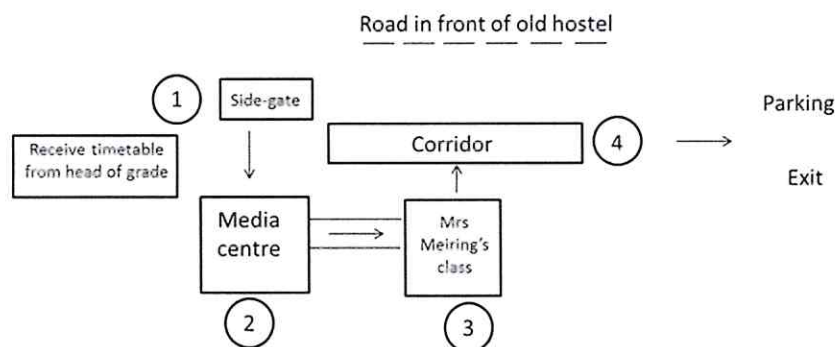 Road in front of old hostel
1
Side-gate
Parking
Receive timetable
from head of grade
Corridor
4
Exit
Media
centre
Mrs
Meiring's
class
2
3